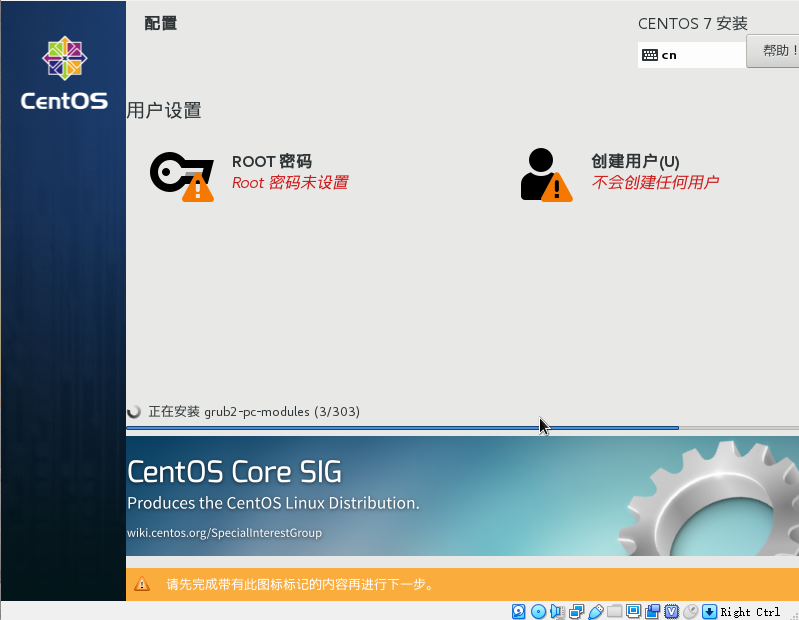 配置
CENTOS 7 安装
cn
帮助！
CentOS
用户设置
ROOT 密码
Root 密码未设置
创建用户(U)
不会创建任何用户
正在安装 grub2-pc-modules (3/303)
CentOS Core SIG
Produces the CentOS Linux Distribution.
wiki.centos.org/SpecialInterestGroup
请先完成带有此图标标记的内容再进行下一步。
Right Ctrl